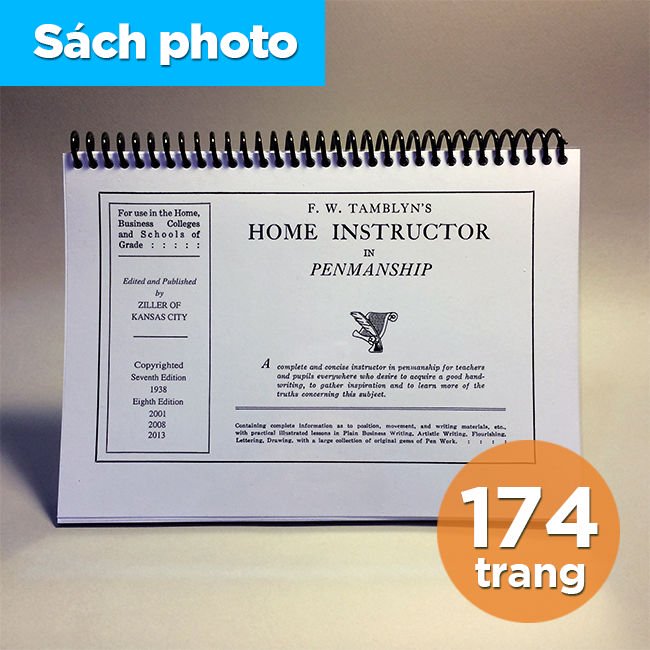 Sách photo
For use in the Home,
Business Colleges
and Schools of
Grade : : : : :
Edited and Published
by
ZILLER OF
KANSAS CITY
Copyrighted
Seventh Edition
1938
Eighth Edition
2001
2008
2013
F. W. TAMBLYN'S
HOME INSTRUCTOR
IN
PENMANSHIP
A complete and concise instructor in penmanship for teachers
and pupils everywhere who desire to acquire a good hand-
writing, to gather inspiration and to learn more of the
truths concerning this subject.
Containing complete information as to position, movement, and writing materials, etc.,
with practical illustrated lessons in Plain Business Writing, Artistic Writing, Flourishing,
Lettering, Drawing, with a large collection of original gems of Pen Work. : : : :
174
trang